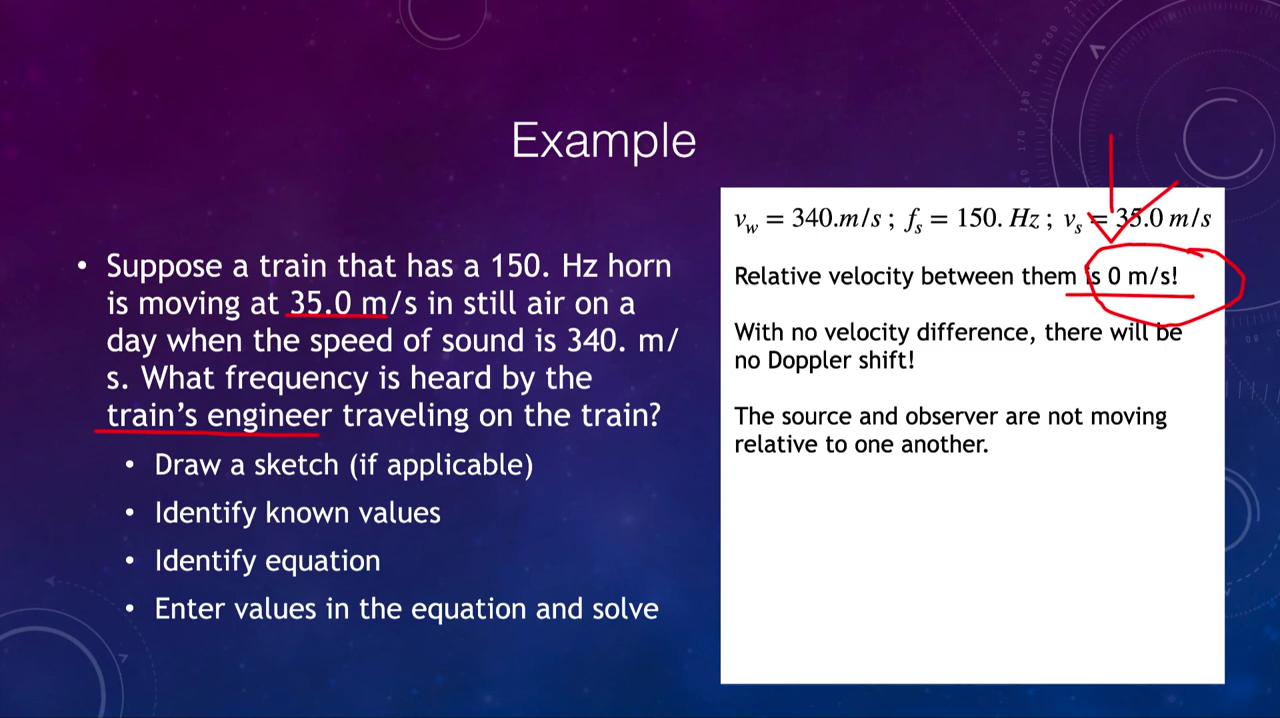 Example
• Suppose a train that has a 150. Hz horn
is moving at 35.0 m/s in still air on a
day when the speed of sound is 340. m/
s. What frequency is heard by the
train's engineer traveling on the train?
• Draw a sketch (if applicable)
• Identify known values
• Identify equation
• Enter values in the equation and solve
v_w = 340.m/s ; f_s = 150. Hz ; v_s = 35.0 m/s
Relative velocity between them is 0 m/s!
With no velocity difference, there will be
no Doppler shift!
The source and observer are not moving
relative to one another.